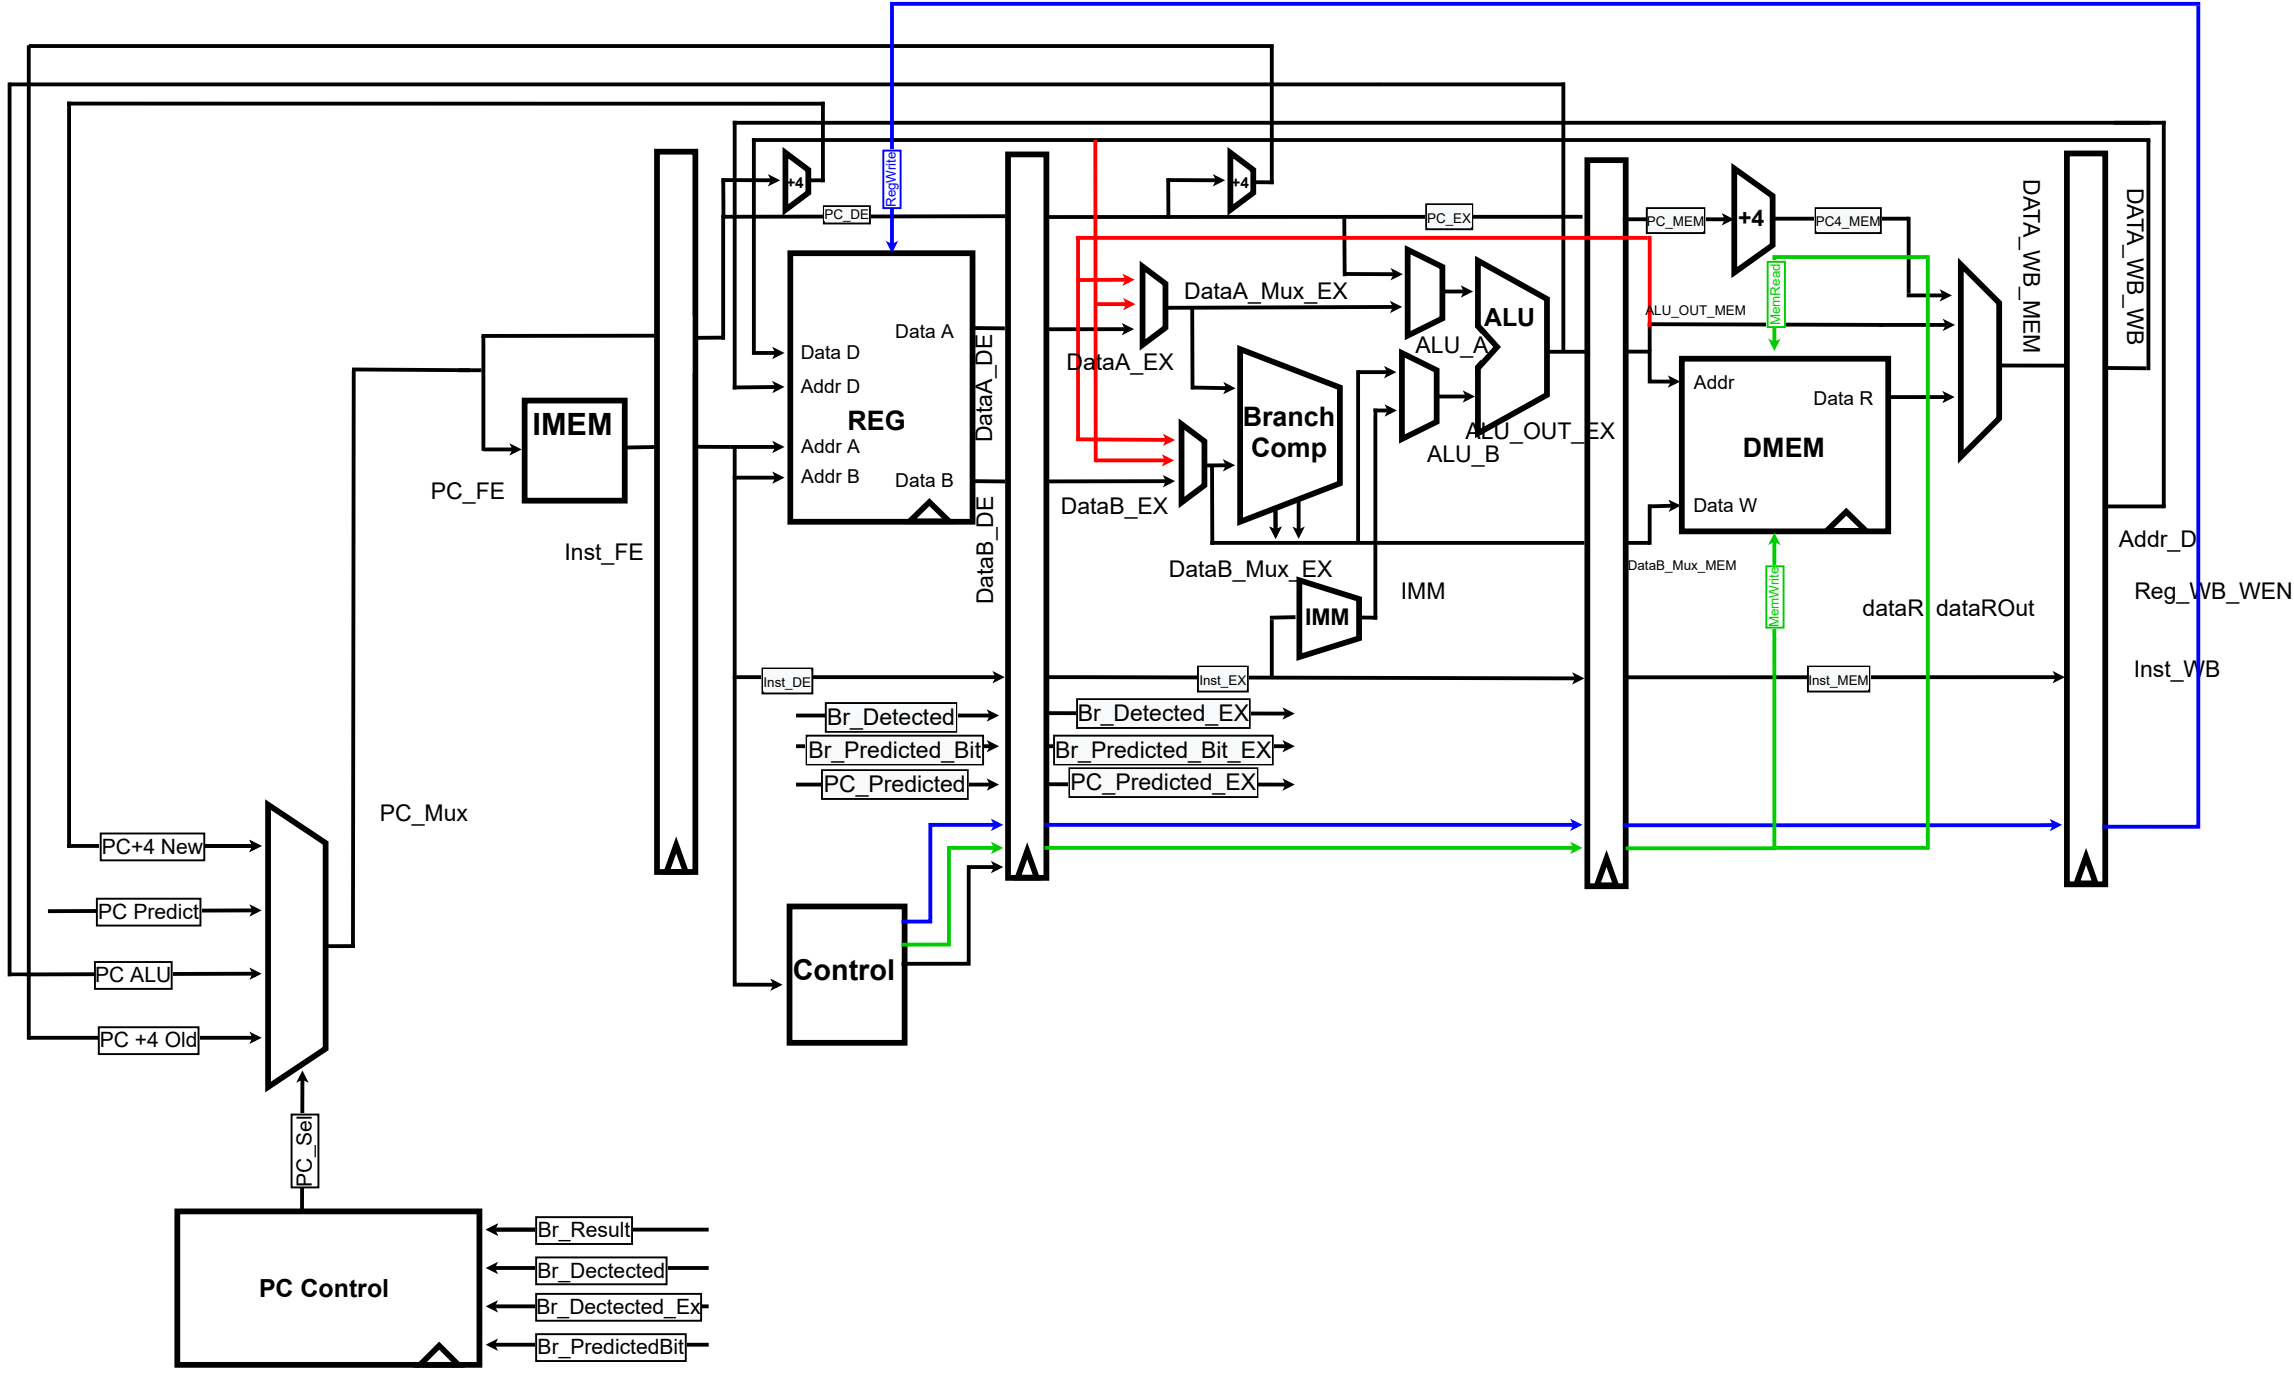 +4
RegWrite
PC_DE
+4
PC_EX
PC_MEM
+4
PC4_MEM
DATA_WB_MEM
DATA_WB_WB
MemRead
DataA_Mux_EX
ALU_OUT_MEM
ALU
Data A
Data D
Addr D
REG
Addr A
Addr B
Data B
DataA_DE
DataA_EX
ALU_A
Addr
Data R
DMEM
Data W
IMEM
Branch
Comp
ALU_OUT_EX
ALU_B
PC_FE
DataB_EX
DataB_DE
Inst_FE
DataB_Mux_EX
DataB_Mux_MEM
Addr_D
IMM
IMM
MemWrite
dataR
dataROut
Reg_WB_WEN
Inst_DE
Inst_EX
Inst_MEM
Inst_WB
Br_Detected
Br_Detected_EX
Br_Predicted_Bit
Br_Predicted_Bit_EX
PC_Predicted
PC_Predicted_EX
PC_Mux
PC+4 New
PC Predict
PC ALU
PC +4 Old
Control
PC_Sel
PC Control
Br_Result
Br_Dectected
Br_Dectected_Ex
Br_PredictedBit